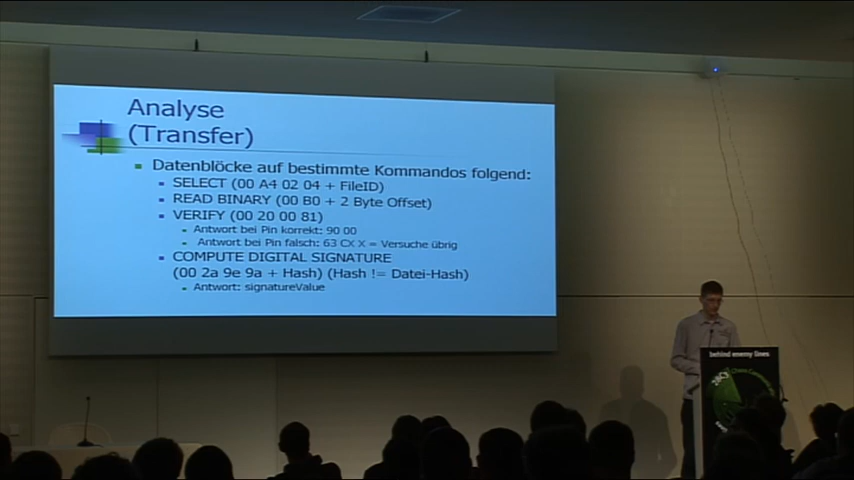 Analyse
(Transfer)
Datenblöcke auf bestimmte Kommandos folgend:
SELECT (00 A4 02 04 + FileID)
READ BINARY (00 B0 + 2 Byte Offset)
VERIFY (00 20 00 81)
Antwort bei Pin korrekt: 90 00
Antwort bei Pin falsch: 63 CX X = Versuche übrig
COMPUTE DIGITAL SIGNATURE
(00 2a 9e 9a + Hash) (Hash != Datei-Hash)
Antwort: signatureValue
behind enemy lines